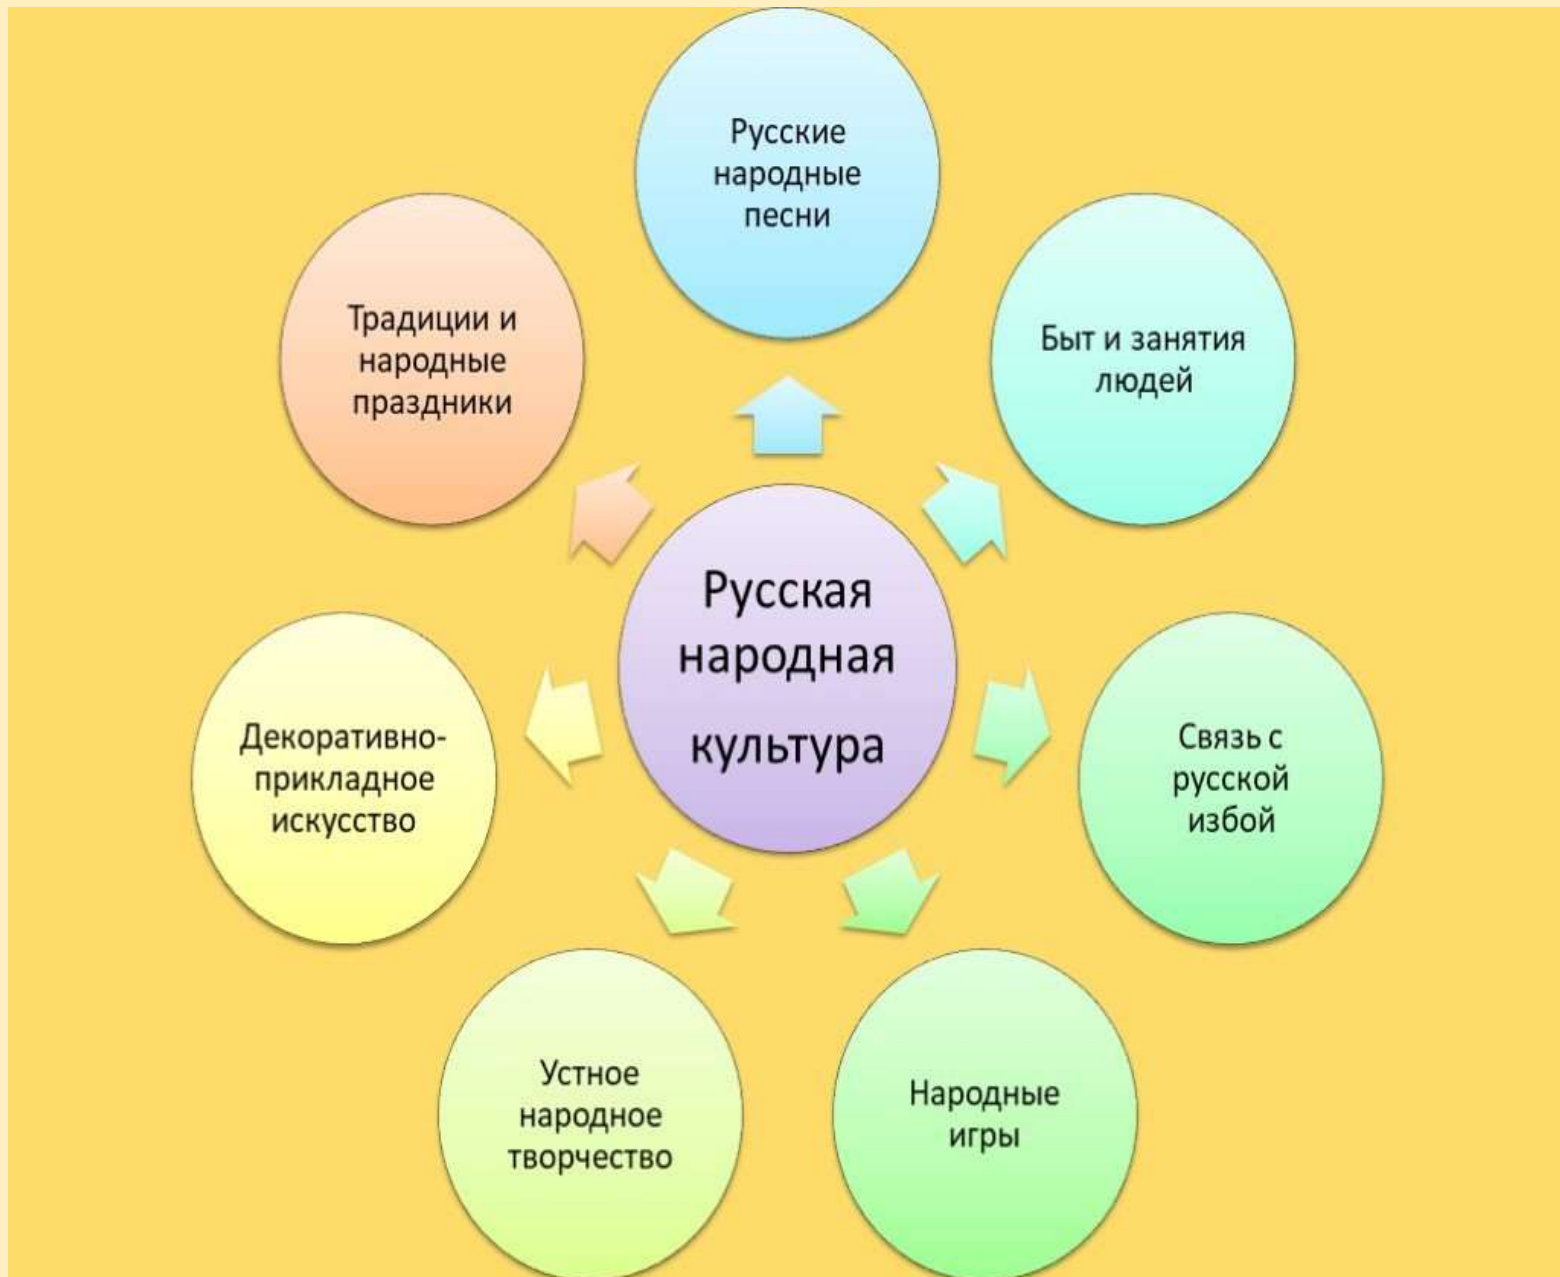 Русские
народные
песни
Традиции и
народные
праздники
Быт и занятия
людей
Русская
народная
культура
Декоративно-
прикладное
искусство
Связь с
русской
избой
Устное
народное
творчество
Народные
игры